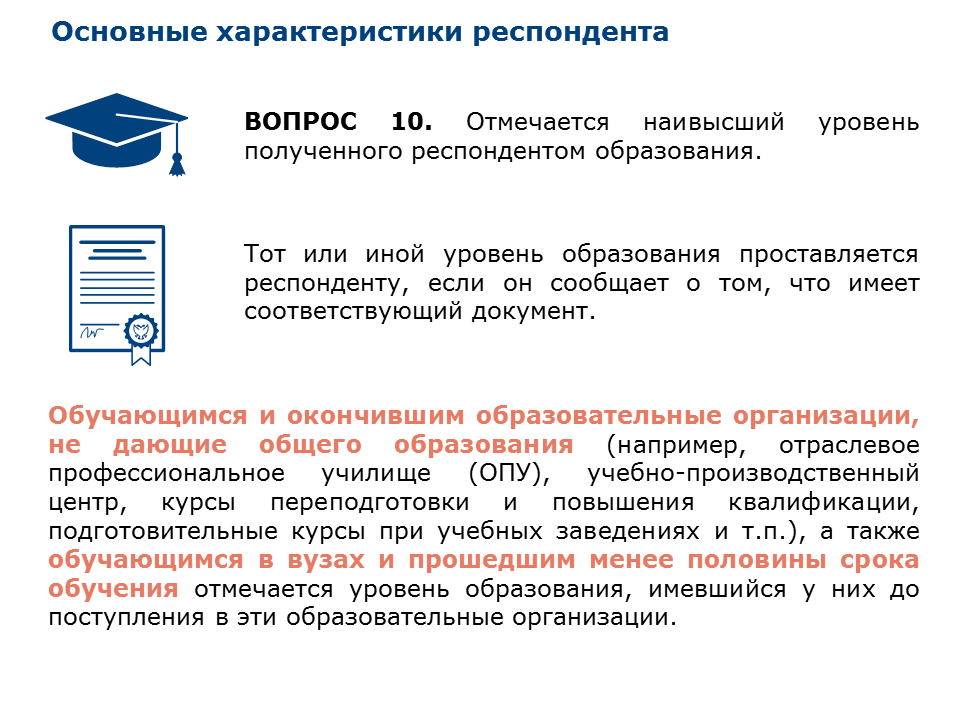 Основные характеристики респондента
ВОПРОС 10. Отмечается наивысший уровень
полученного респондентом образования.
Тот или иной уровень образования проставляется
респонденту, если он сообщает о том, что имеет
соответствующий документ.
Обучающимся и окончившим образовательные организации,
не дающие общего образования (например, отраслевое
профессиональное училище (ОПУ), учебно-производственный
центр, курсы переподготовки и повышения квалификации,
подготовительные курсы при учебных заведениях и т.п.), а также
обучающимся в вузах и прошедшим менее половины срока
обучения отмечается уровень образования, имевшийся у них до
поступления в эти образовательные организации.